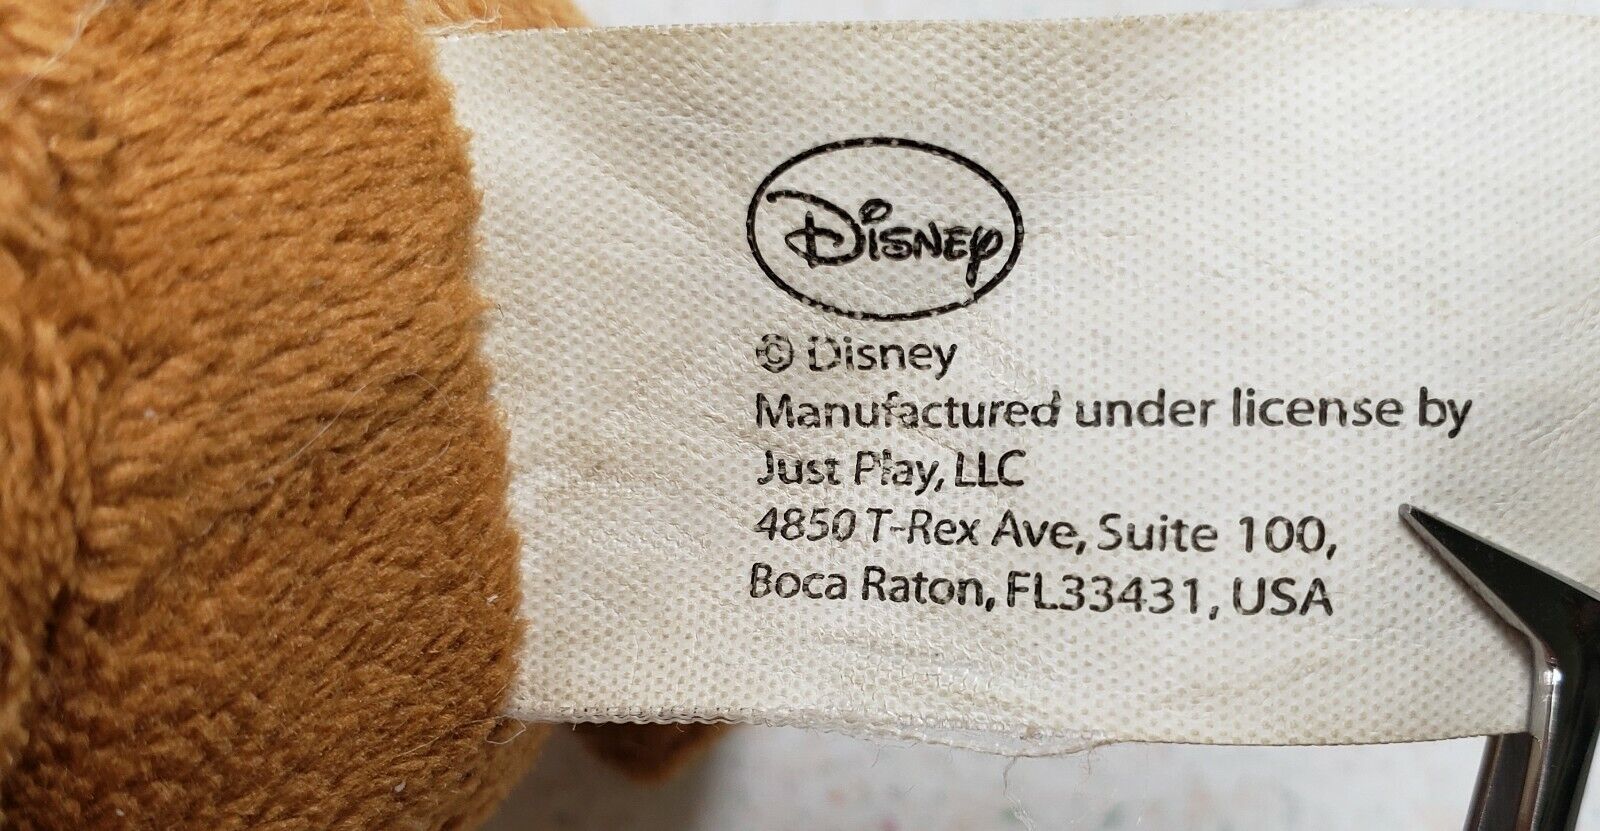 Disney
© Disney
Manufactured under license by
Just Play, LLC
4850 T-Rex Ave, Suite 100,
Boca Raton, FL33431, USA